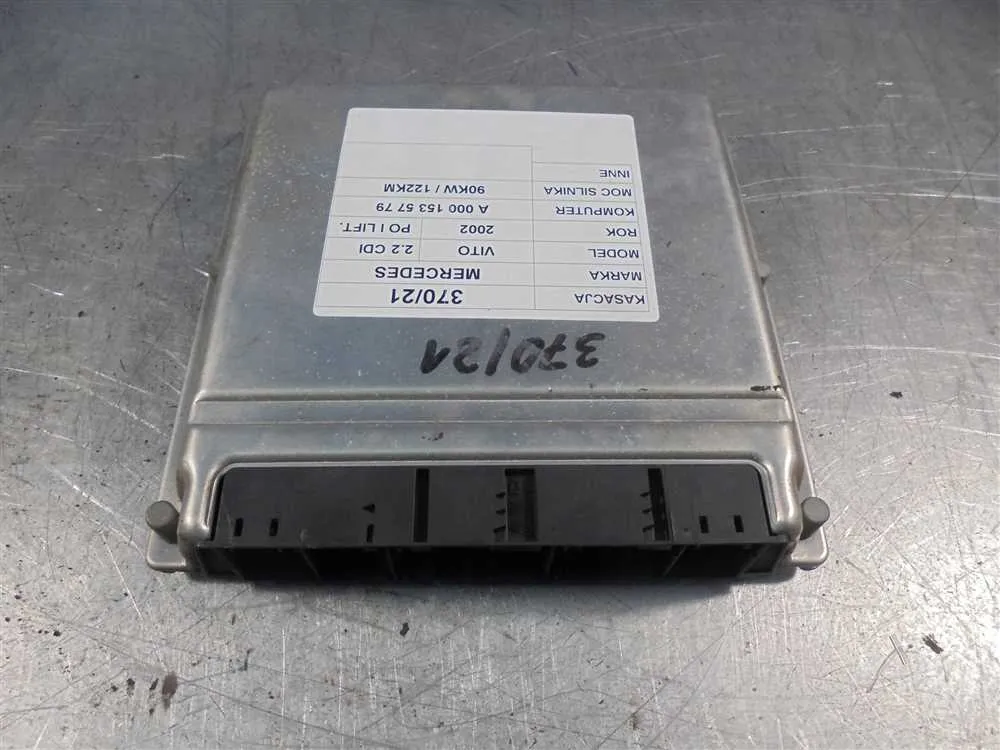 KASACJA 370/21
MARKA MERCEDES
MODEL VITO 2.2 CDI
ROK 2002 PO I LIFT.
KOMPUTER A 000 153 57 79
MOC SILNIKA 90KW / 122KM
INNE
370/21